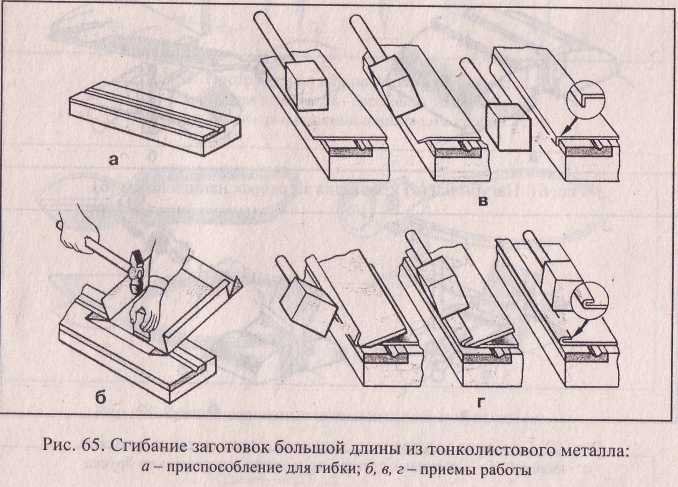 а
в
б
г
Рис. 65. Сгибание заготовок большой длины из тонколистового металла:
а – приспособление для гибки; б, в, г – приемы работы